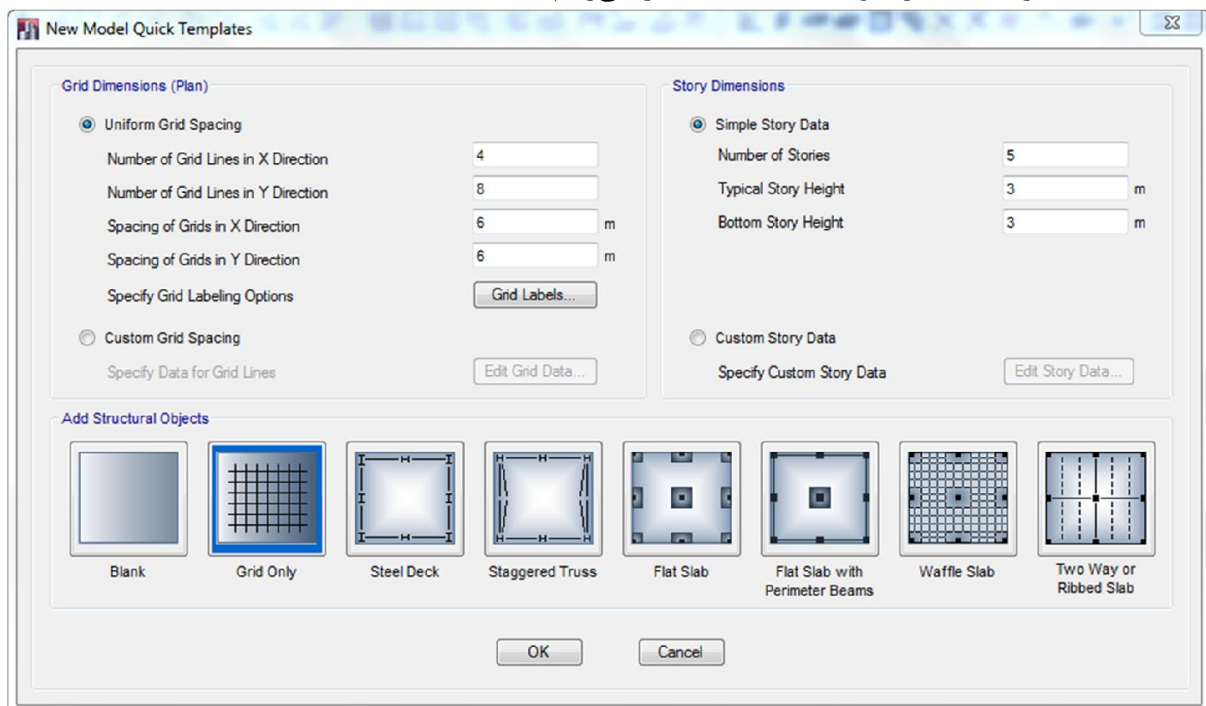 New Model Quick Templates
Grid Dimensions (Plan)
Uniform Grid Spacing
Number of Grid Lines in X Direction 4
Number of Grid Lines in Y Direction 8
Spacing of Grids in X Direction 6 m
Spacing of Grids in Y Direction 6 m
Specify Grid Labeling Options Grid Labels...
Custom Grid Spacing
Specify Data for Grid Lines Edit Grid Data...
Story Dimensions
Simple Story Data
Number of Stories 5
Typical Story Height 3 m
Bottom Story Height 3 m
Custom Story Data
Specify Custom Story Data Edit Story Data...
Add Structural Objects
Blank
Grid Only
Steel Deck
Staggered Truss
Flat Slab
Flat Slab with
Perimeter Beams
Waffle Slab
Two Way or
Ribbed Slab
OK Cancel